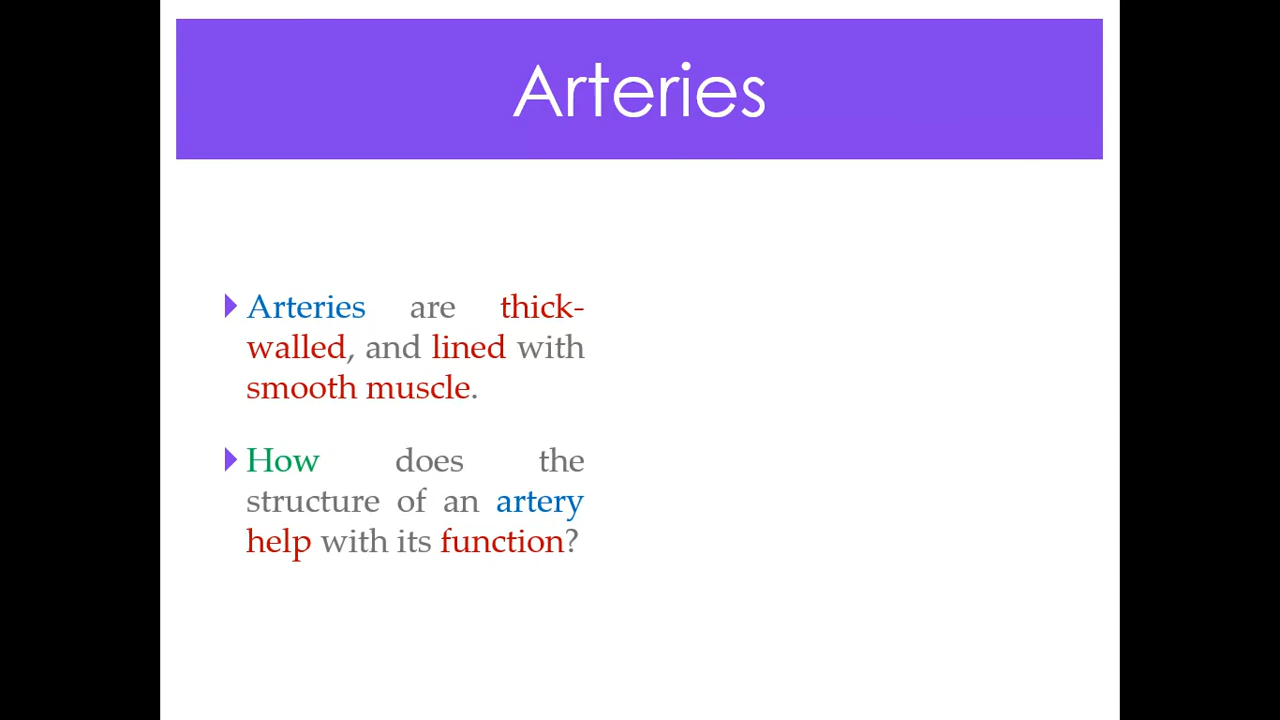 Arteries
Arteries are thick-
walled, and lined with
smooth muscle.
How does the
structure of an artery
help with its function?